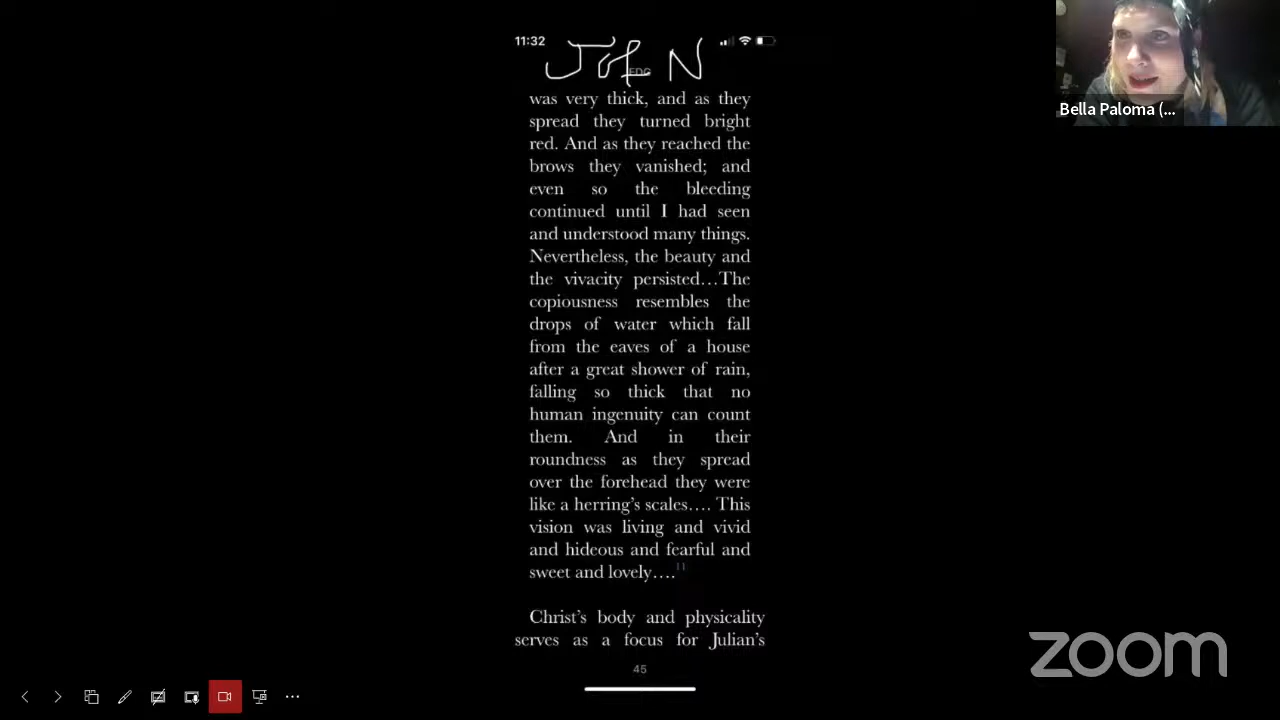 11:32
JOHN
EDG
was very thick, and as they
spread they turned bright
red. And as they reached the
brows they vanished; and
even so the bleeding
continued until I had seen
and understood many things.
Nevertheless, the beauty and
the vivacity persisted…The
copiousness resembles the
drops of water which fall
from the eaves of a house
after a great shower of rain,
falling so thick that no
human ingenuity can count
them. And in their
roundness as they spread
over the forehead they were
like a herring's scales…. This
vision was living and vivid
and hideous and fearful and
sweet and lovely….11
Christ's body and physicality
serves as a focus for Julian's
45
Bella Paloma (...
zoom